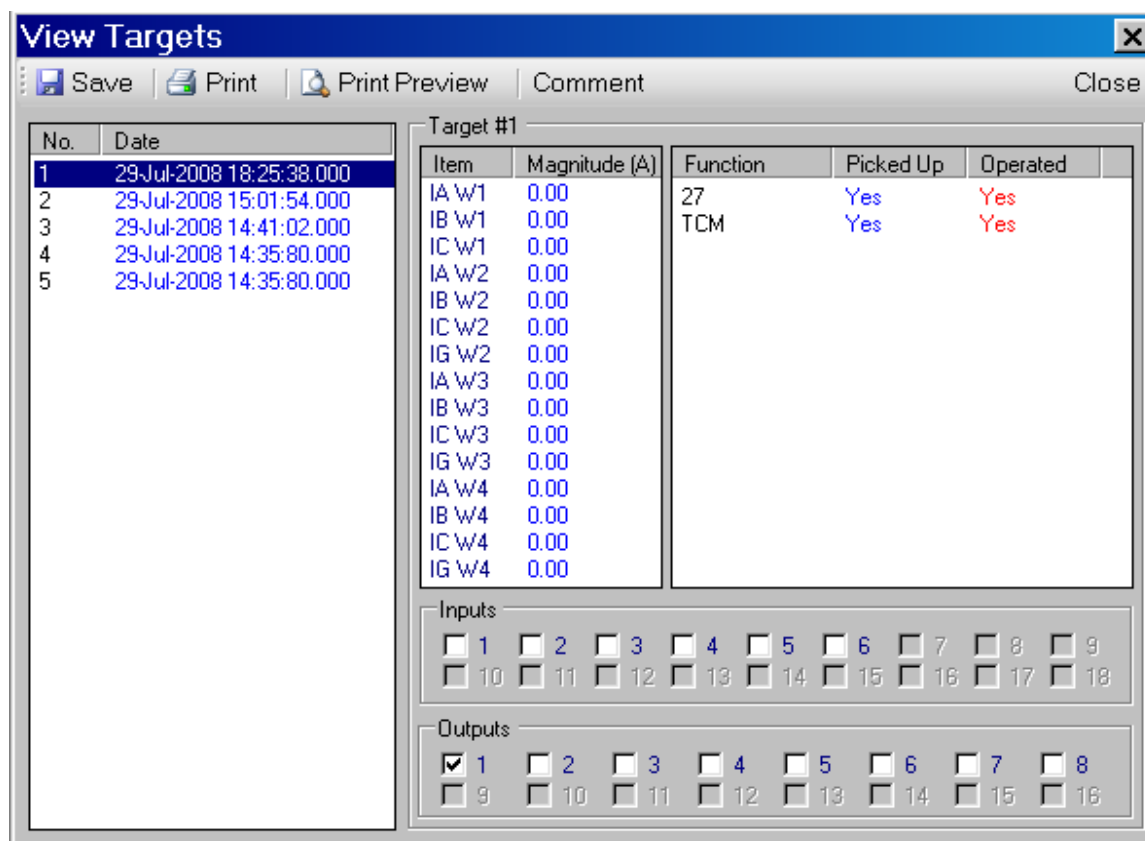 View Targets
Save Print Print Preview Comment Close
No. Date
1 29-Jul-2008 18:25:38.000
2 29-Jul-2008 15:01:54.000
3 29-Jul-2008 14:41:02.000
4 29-Jul-2008 14:35:80.000
5 29-Jul-2008 14:35:80.000
Target #1
Item Magnitude (A)
IA W1 0.00
IB W1 0.00
IC W1 0.00
IA W2 0.00
IB W2 0.00
IC W2 0.00
IG W2 0.00
IA W3 0.00
IB W3 0.00
IC W3 0.00
IG W3 0.00
IA W4 0.00
IB W4 0.00
IC W4 0.00
IG W4 0.00
Function Picked Up Operated
27 Yes Yes
TCM Yes Yes
Inputs
1 2 3 4 5 6 7 8 9
10 11 12 13 14 15 16 17 18
Outputs
1 2 3 4 5 6 7 8
9 10 11 12 13 14 15 16